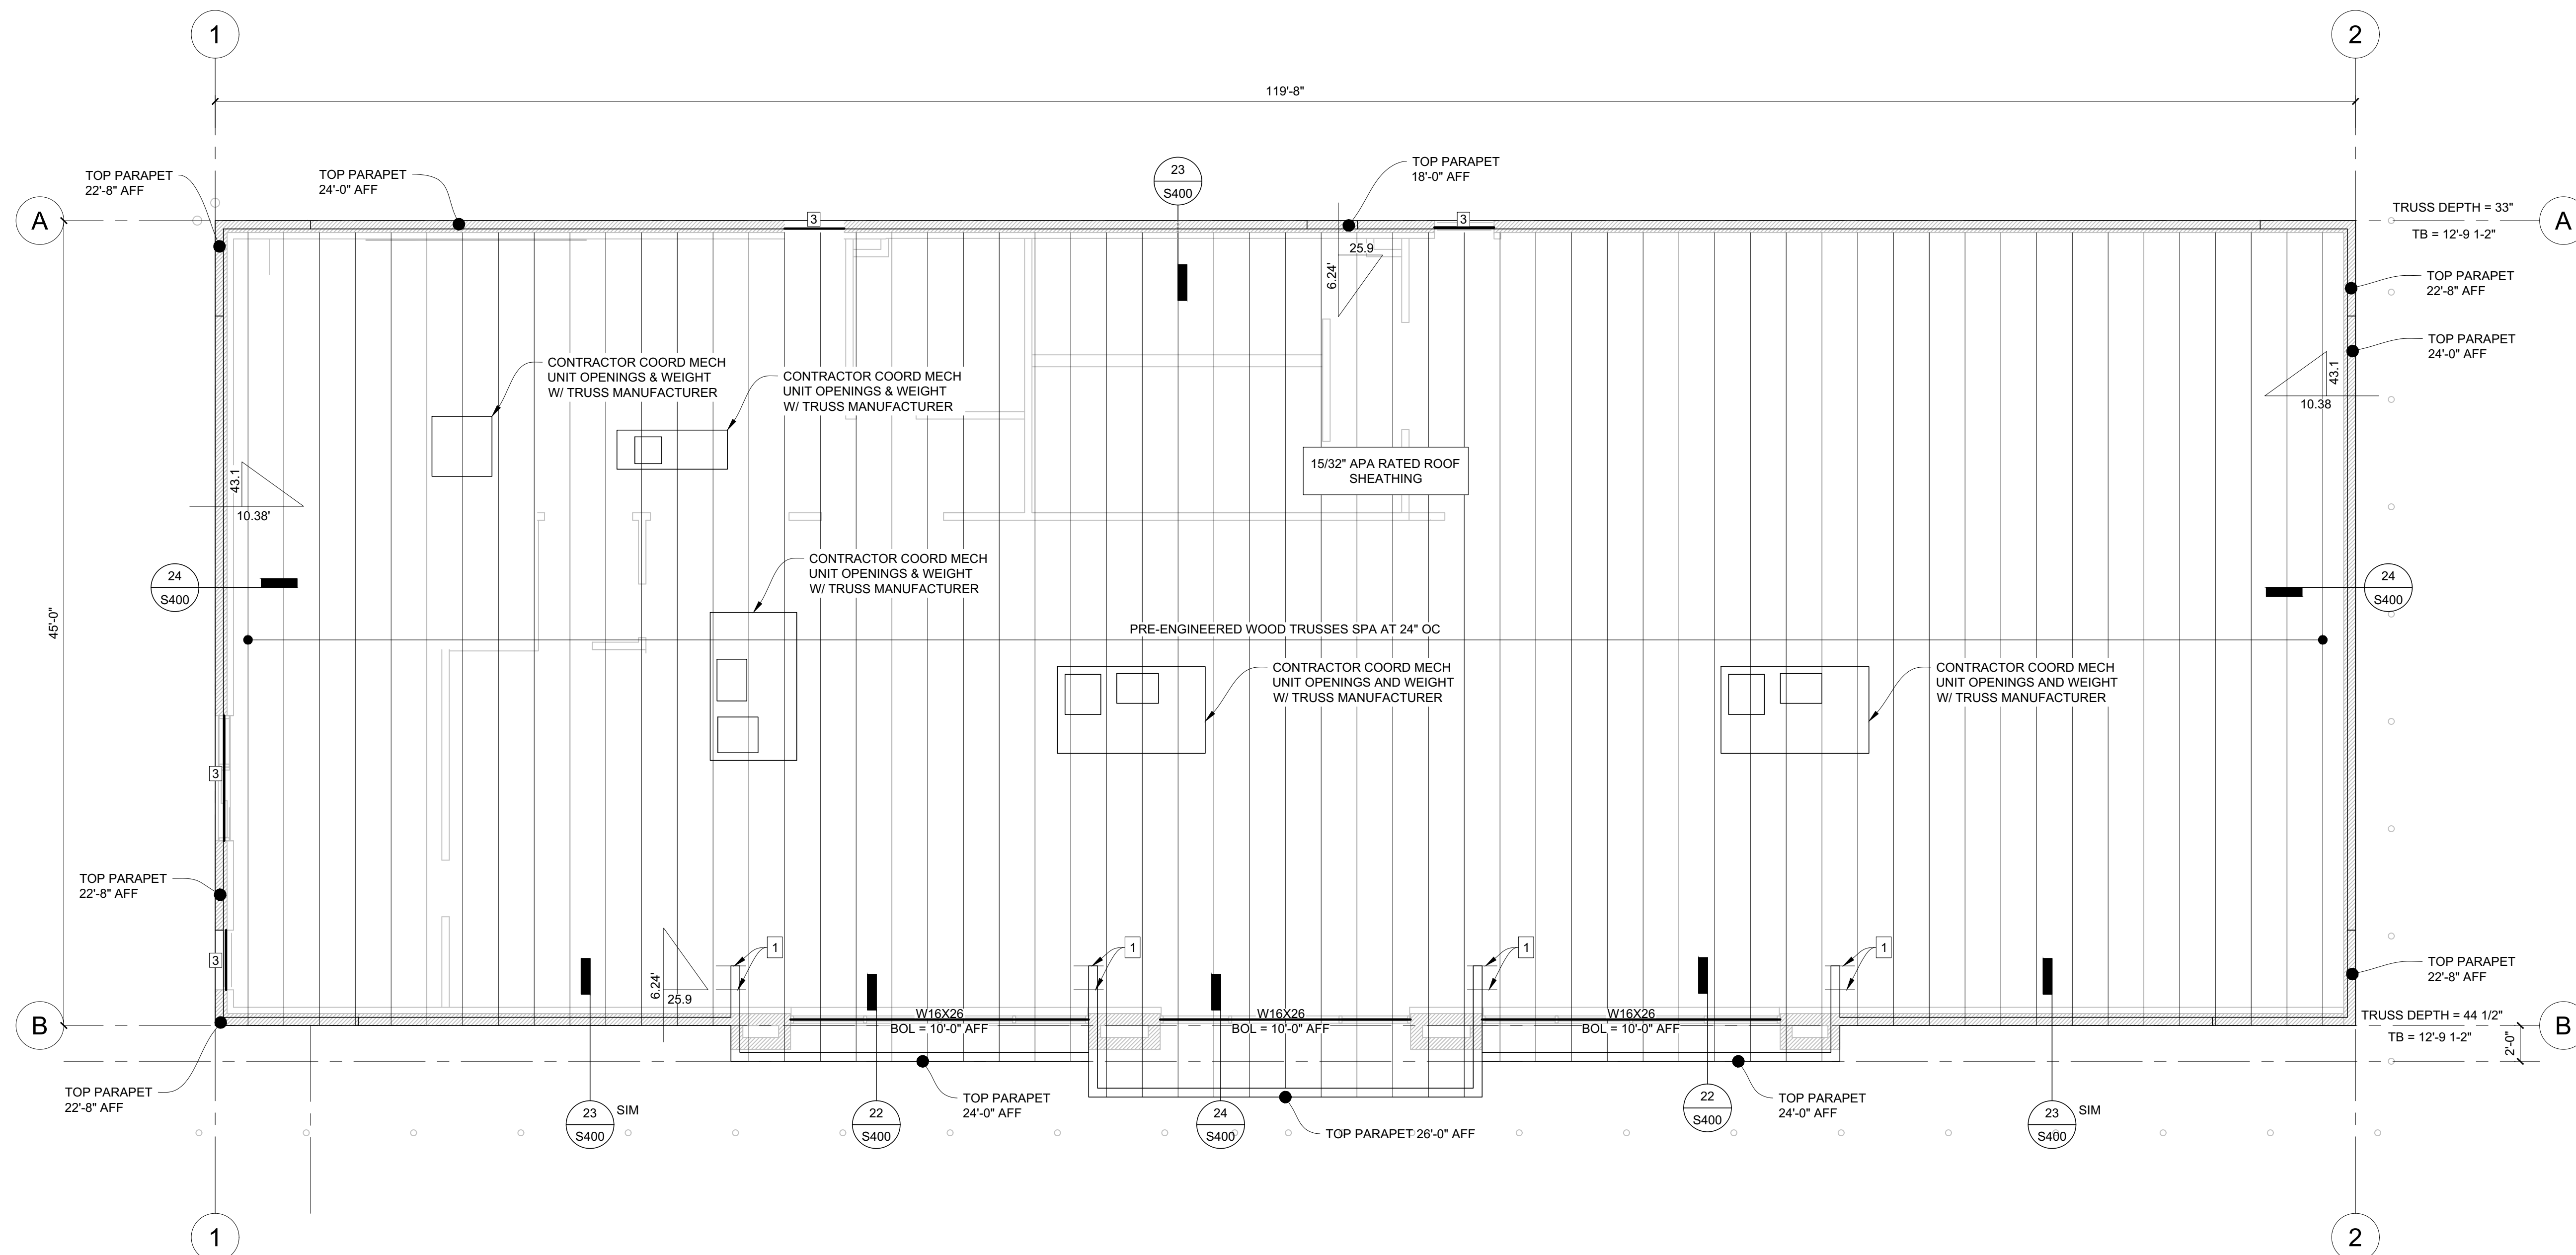 1
2
119'-8"
TOP PARAPET
22'-8" AFF
TOP PARAPET
24'-0" AFF
23
S400
TOP PARAPET
18'-0" AFF
A
3
3
TRUSS DEPTH = 33"
TB = 12'-9 1-2"
A
25.9
6.24'
TOP PARAPET
22'-8" AFF
TOP PARAPET
24'-0" AFF
43.1
10.38
CONTRACTOR COORD MECH
UNIT OPENINGS & WEIGHT
W/ TRUSS MANUFACTURER
CONTRACTOR COORD MECH
UNIT OPENINGS & WEIGHT
W/ TRUSS MANUFACTURER
15/32" APA RATED ROOF
SHEATHING
43.1
10.38'
24
S400
CONTRACTOR COORD MECH
UNIT OPENINGS & WEIGHT
W/ TRUSS MANUFACTURER
24
S400
45'-0"
PRE-ENGINEERED WOOD TRUSSES SPA AT 24" OC
CONTRACTOR COORD MECH
UNIT OPENINGS AND WEIGHT
W/ TRUSS MANUFACTURER
CONTRACTOR COORD MECH
UNIT OPENINGS AND WEIGHT
W/ TRUSS MANUFACTURER
3
TOP PARAPET
22'-8" AFF
3
6.24'
25.9
1
1
1
1
TOP PARAPET
22'-8" AFF
W16X26
BOL = 10'-0" AFF
W16X26
BOL = 10'-0" AFF
W16X26
BOL = 10'-0" AFF
B
TRUSS DEPTH = 44 1/2"
TB = 12'-9 1-2"
B
2'-0"
TOP PARAPET
22'-8" AFF
23
S400
SIM
22
S400
TOP PARAPET
24'-0" AFF
24
S400
TOP PARAPET 26'-0" AFF
22
S400
TOP PARAPET
24'-0" AFF
23
S400
SIM
1
2